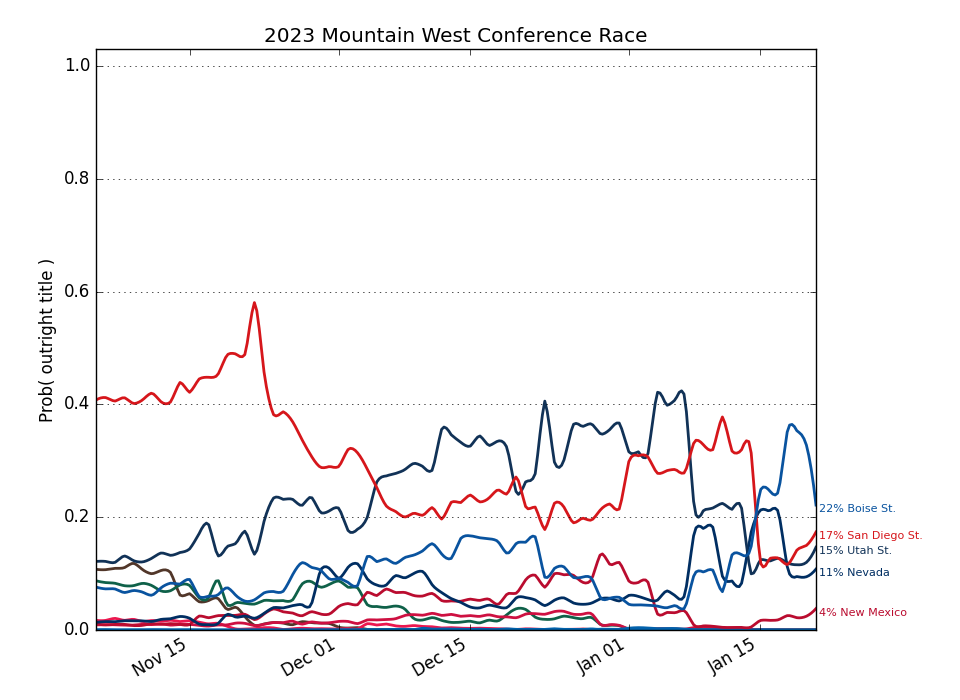 2023 Mountain West Conference Race
Prob( outright title )
1.0
0.8
0.6
0.4
0.2
0.0
22% Boise St.
17% San Diego St.
15% Utah St.
11% Nevada
4% New Mexico
Nov 15
Dec 01
Dec 15
Jan 01
Jan 15